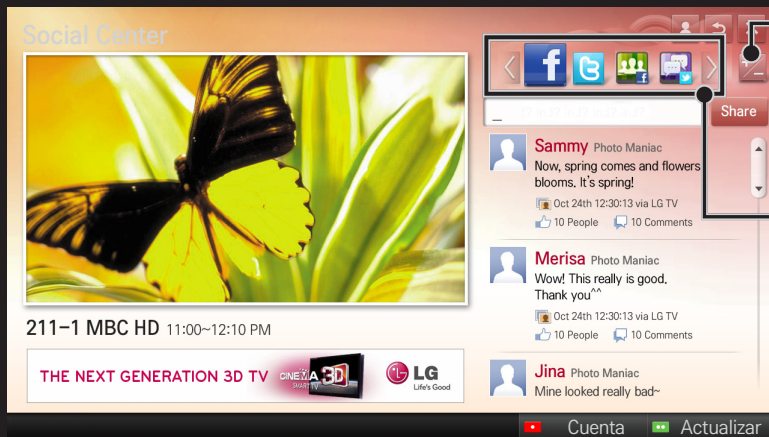 Social Center
Share
Sammy Photo Maniac
Now, spring comes and flowers
blooms. It's spring!
Oct 24th 12:30:13 via LG TV
10 People 10 Comments
Merisa Photo Maniac
Wow! This really is good.
Thank you^^
Oct 24th 12:30:13 via LG TV
10 People 10 Comments
Jina Photo Maniac
Mine looked really bad~
211-1 MBC HD 11:00~12:10 PM
THE NEXT GENERATION 3D TV CINEMA 3D SMART TV LG Life's Good
Cuenta Actualizar